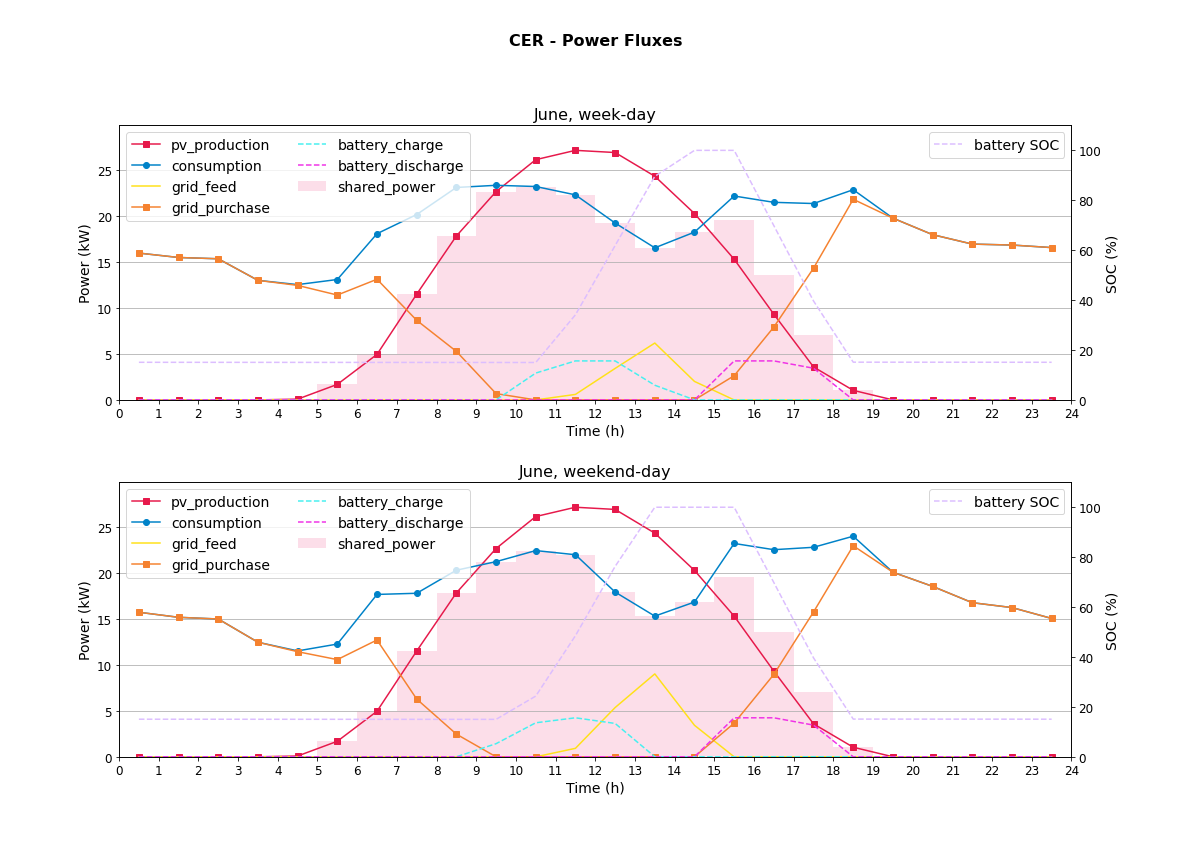 CER - Power Fluxes
June, week-day
pv_production
consumption
grid_feed
grid_purchase
battery_charge
battery_discharge
shared_power
battery SOC
Power (kW)
0
5
10
15
20
25
SOC (%)
0
20
40
60
80
100
0 1 2 3 4 5 6 7 8 9 10 11 12 13 14 15 16 17 18 19 20 21 22 23 24
Time (h)
June, weekend-day
pv_production
consumption
grid_feed
grid_purchase
battery_charge
battery_discharge
shared_power
battery SOC
Power (kW)
0
5
10
15
20
25
SOC (%)
0
20
40
60
80
100
0 1 2 3 4 5 6 7 8 9 10 11 12 13 14 15 16 17 18 19 20 21 22 23 24
Time (h)